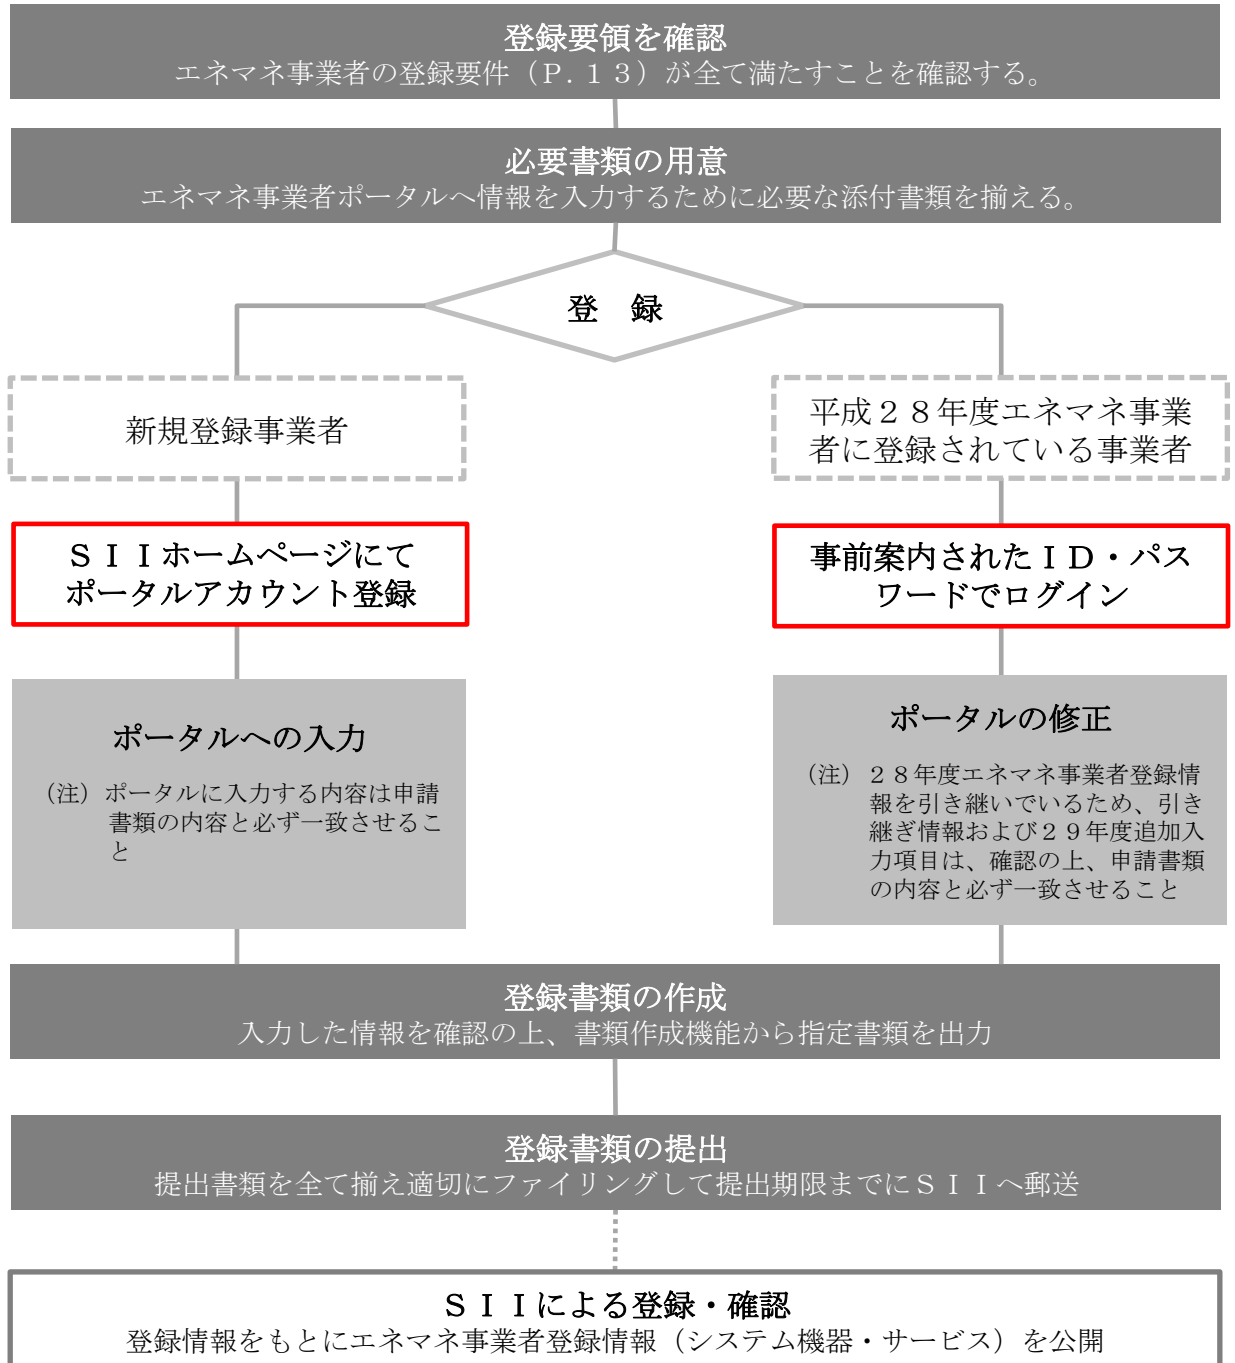 登録要領を確認
エネマネ事業者の登録要件（Ｐ.１３）が全て満たすことを確認する。
必要書類の用意
エネマネ事業者ポータルへ情報を入力するために必要な添付書類を揃える。
登　録
新規登録事業者
平成２８年度エネマネ事業
者に登録されている事業者
ＳＩＩホームページにて
ポータルアカウント登録
事前案内されたＩＤ・パス
ワードでログイン
ポータルへの入力
（注）ポータルに入力する内容は申請
書類の内容と必ず一致させるこ
と
ポータルの修正
（注）２８年度エネマネ事業者登録情
報を引き継いでいるため、引き
継ぎ情報および２９年度追加入
力項目は、確認の上、申請書類
の内容と必ず一致させること
登録書類の作成
入力した情報を確認の上、書類作成機能から指定書類を出力
登録書類の提出
提出書類を全て揃え適切にファイリングして提出期限までにＳＩＩへ郵送
ＳＩＩによる登録・確認
登録情報をもとにエネマネ事業者登録情報（システム機器・サービス）を公開